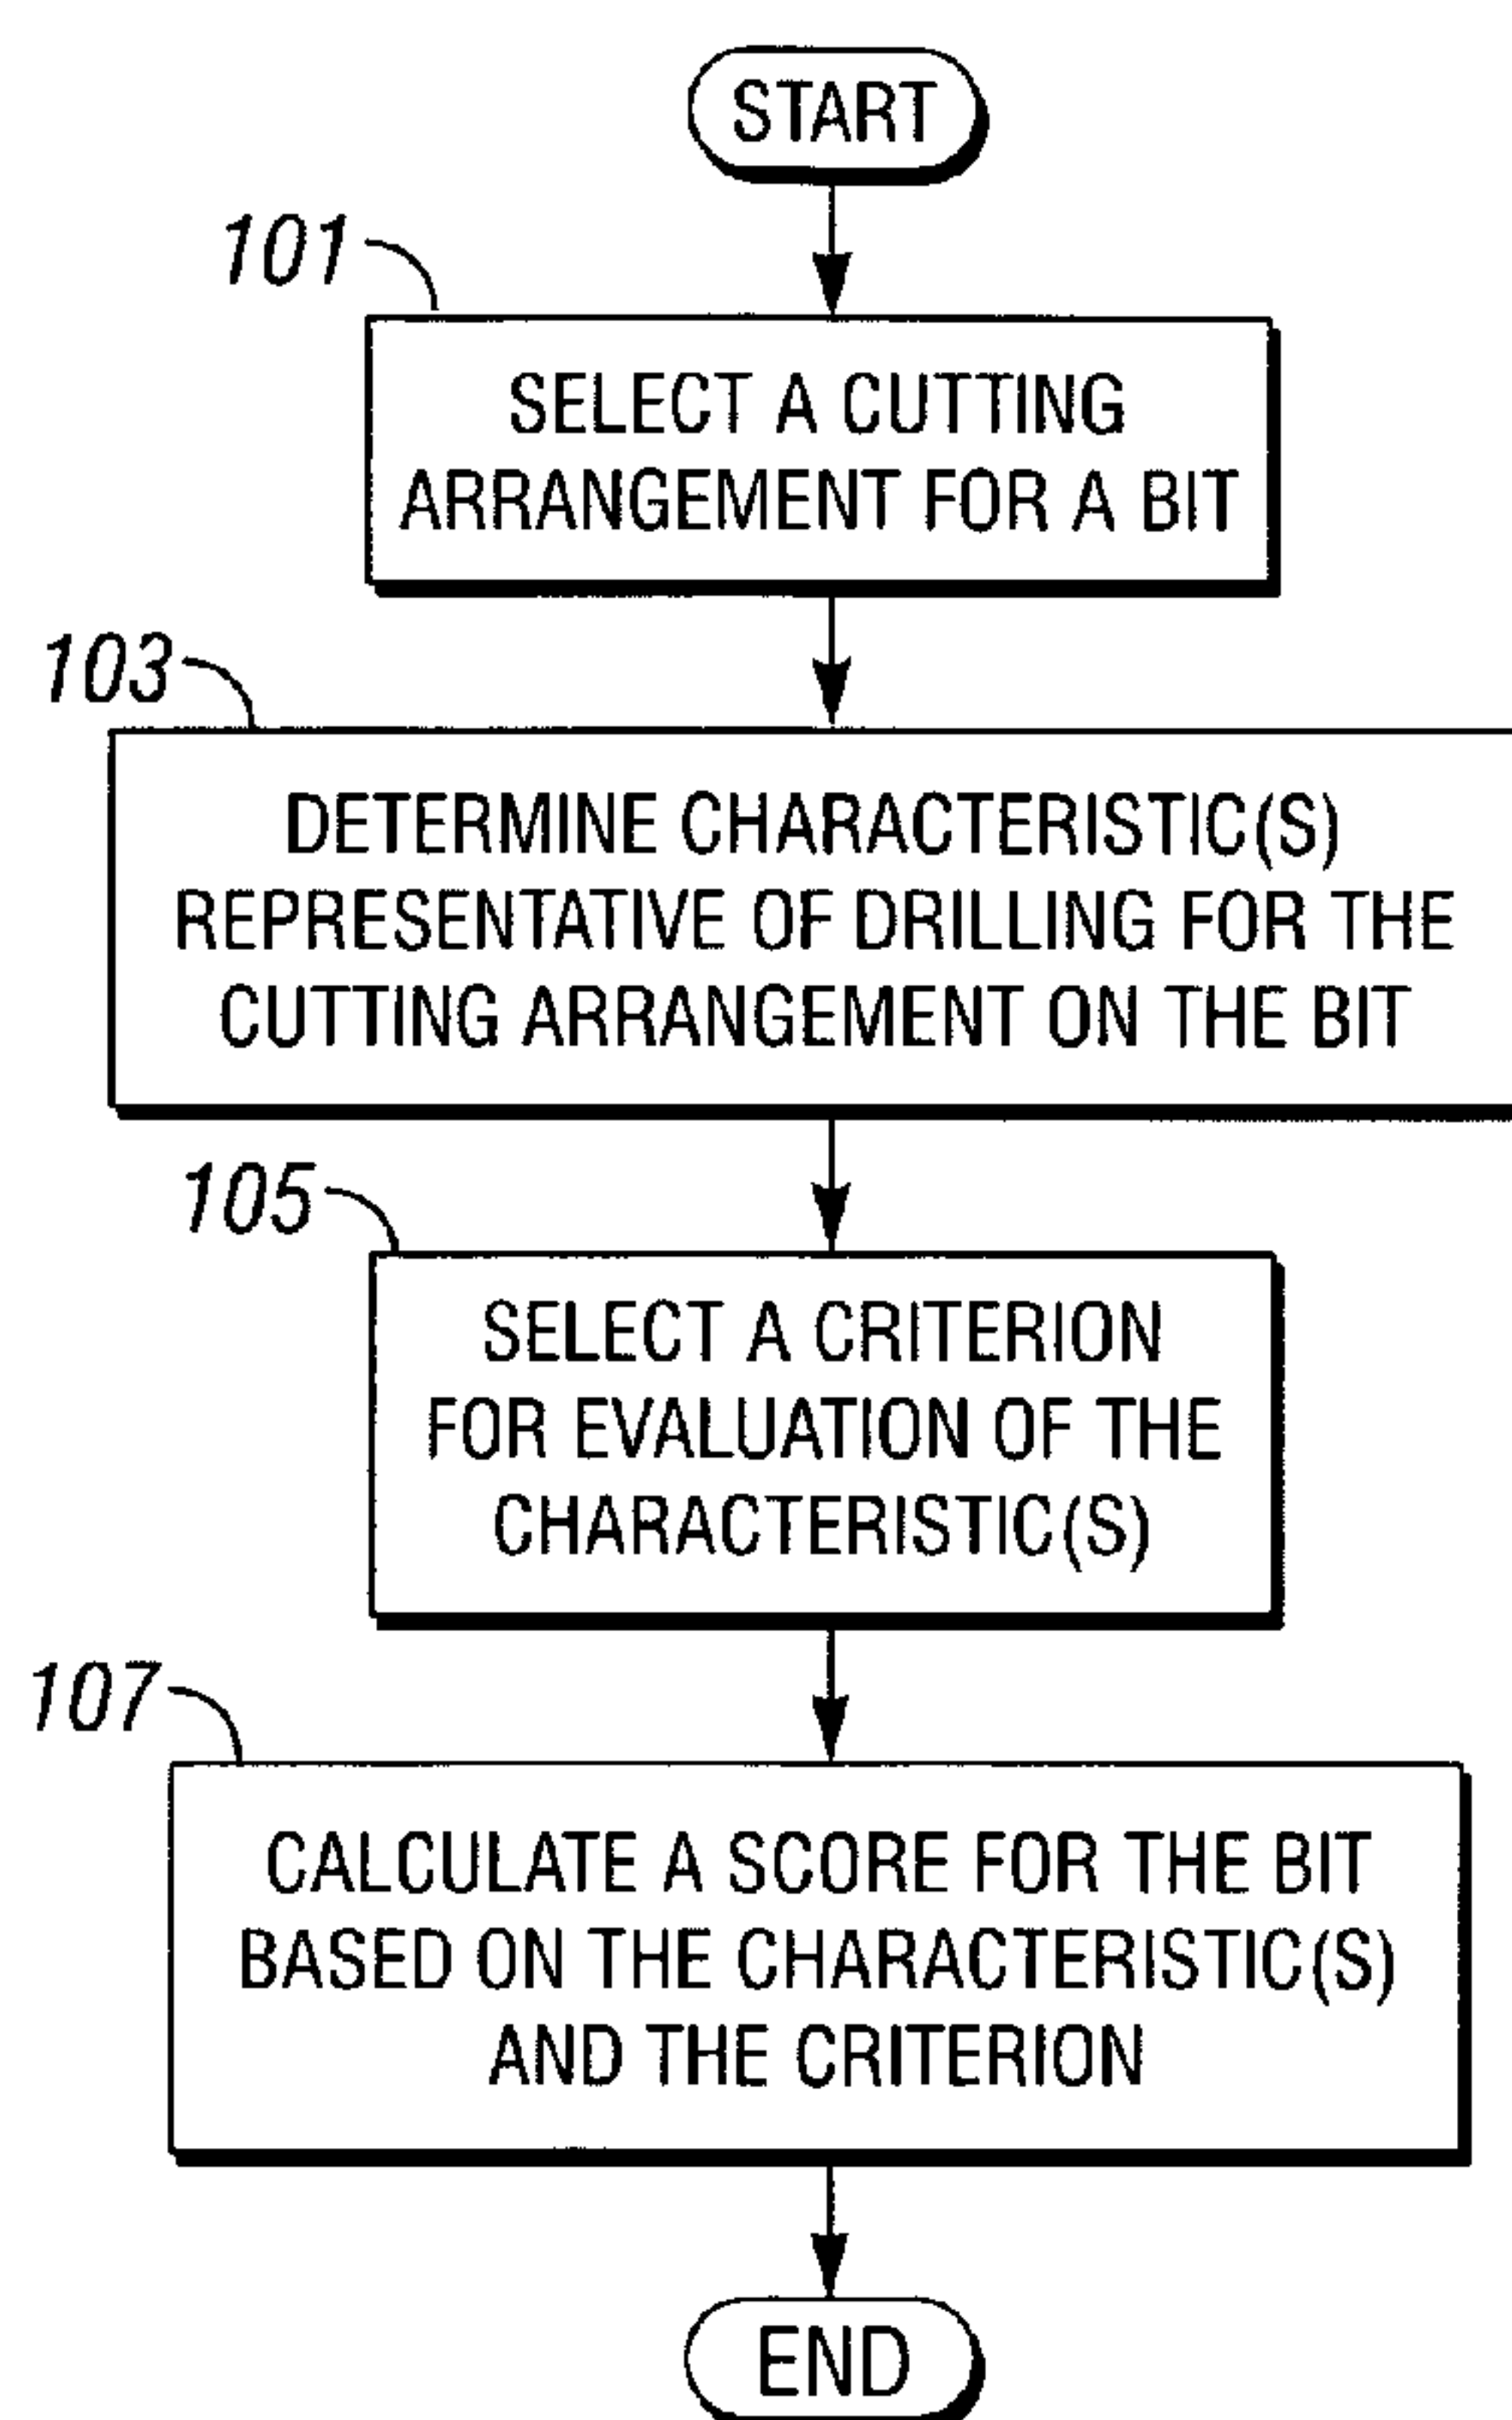 START
101
SELECT A CUTTING
ARRANGEMENT FOR A BIT
103
DETERMINE CHARACTERISTIC(S)
REPRESENTATIVE OF DRILLING FOR THE
CUTTING ARRANGEMENT ON THE BIT
105
SELECT A CRITERION
FOR EVALUATION OF THE
CHARACTERISTIC(S)
107
CALCULATE A SCORE FOR THE BIT
BASED ON THE CHARACTERISTIC(S)
AND THE CRITERION
END